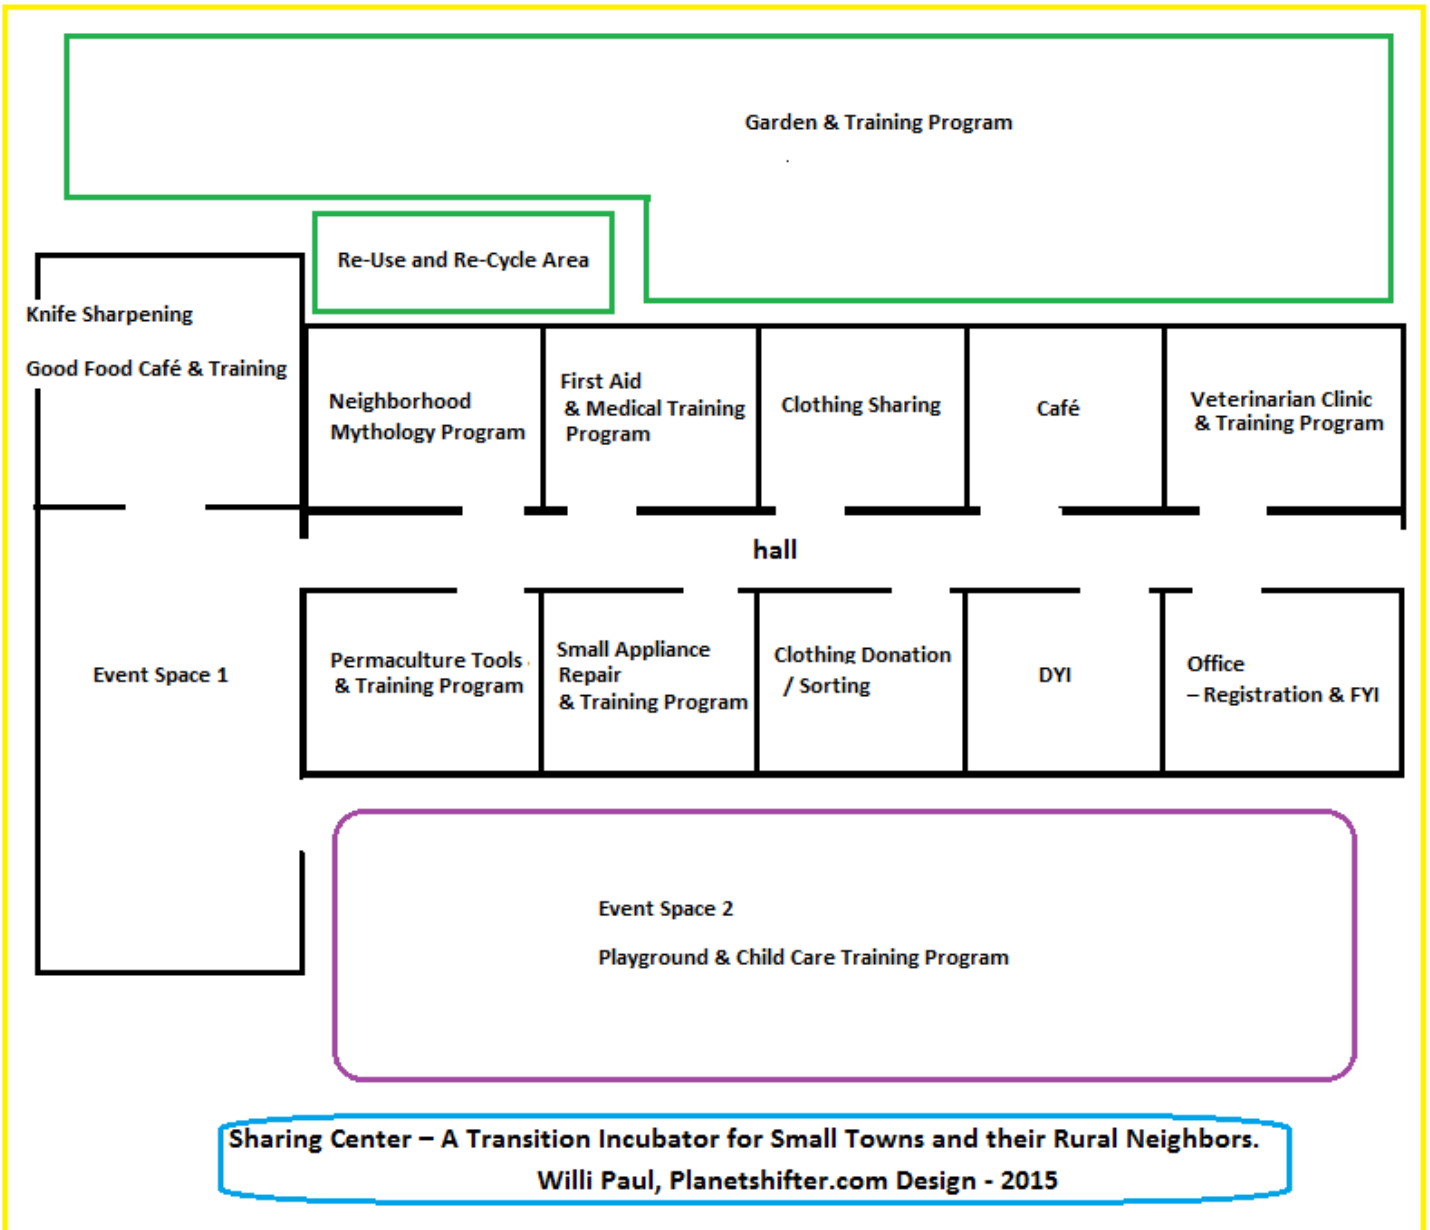 Garden & Training Program
Re-Use and Re-Cycle Area
Knife Sharpening
Good Food Café & Training
Neighborhood
Mythology Program
First Aid
& Medical Training
Program
Clothing Sharing
Café
Veterinarian Clinic
& Training Program
hall
Event Space 1
Permaculture Tools
& Training Program
Small Appliance
Repair
& Training Program
Clothing Donation
/ Sorting
DYI
Office
– Registration & FYI
Event Space 2
Playground & Child Care Training Program
Sharing Center – A Transition Incubator for Small Towns and their Rural Neighbors.
Willi Paul, Planetshifter.com Design - 2015